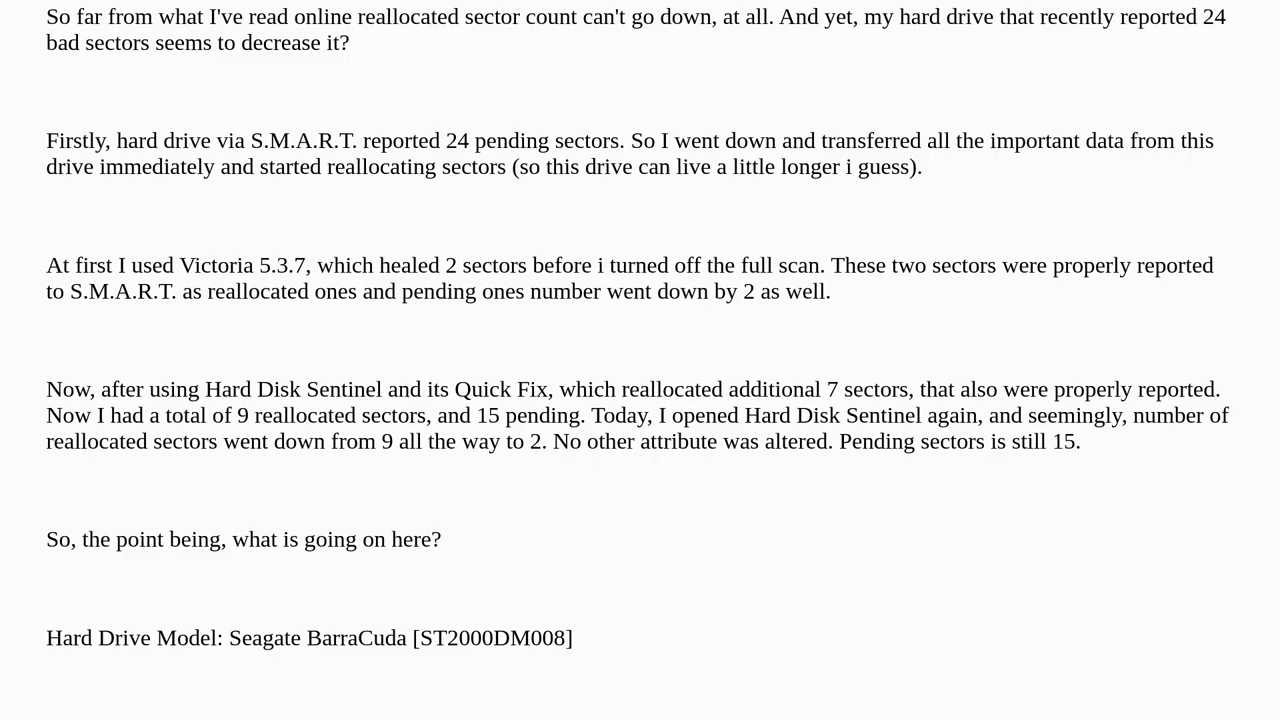 So far from what I've read online reallocated sector count can't go down, at all. And yet, my hard drive that recently reported 24
bad sectors seems to decrease it?
Firstly, hard drive via S.M.A.R.T. reported 24 pending sectors. So I went down and transferred all the important data from this
drive immediately and started reallocating sectors (so this drive can live a little longer i guess).
At first I used Victoria 5.3.7, which healed 2 sectors before i turned off the full scan. These two sectors were properly reported
to S.M.A.R.T. as reallocated ones and pending ones number went down by 2 as well.
Now, after using Hard Disk Sentinel and its Quick Fix, which reallocated additional 7 sectors, that also were properly reported.
Now I had a total of 9 reallocated sectors, and 15 pending. Today, I opened Hard Disk Sentinel again, and seemingly, number of
reallocated sectors went down from 9 all the way to 2. No other attribute was altered. Pending sectors is still 15.
So, the point being, what is going on here?
Hard Drive Model: Seagate BarraCuda [ST2000DM008]